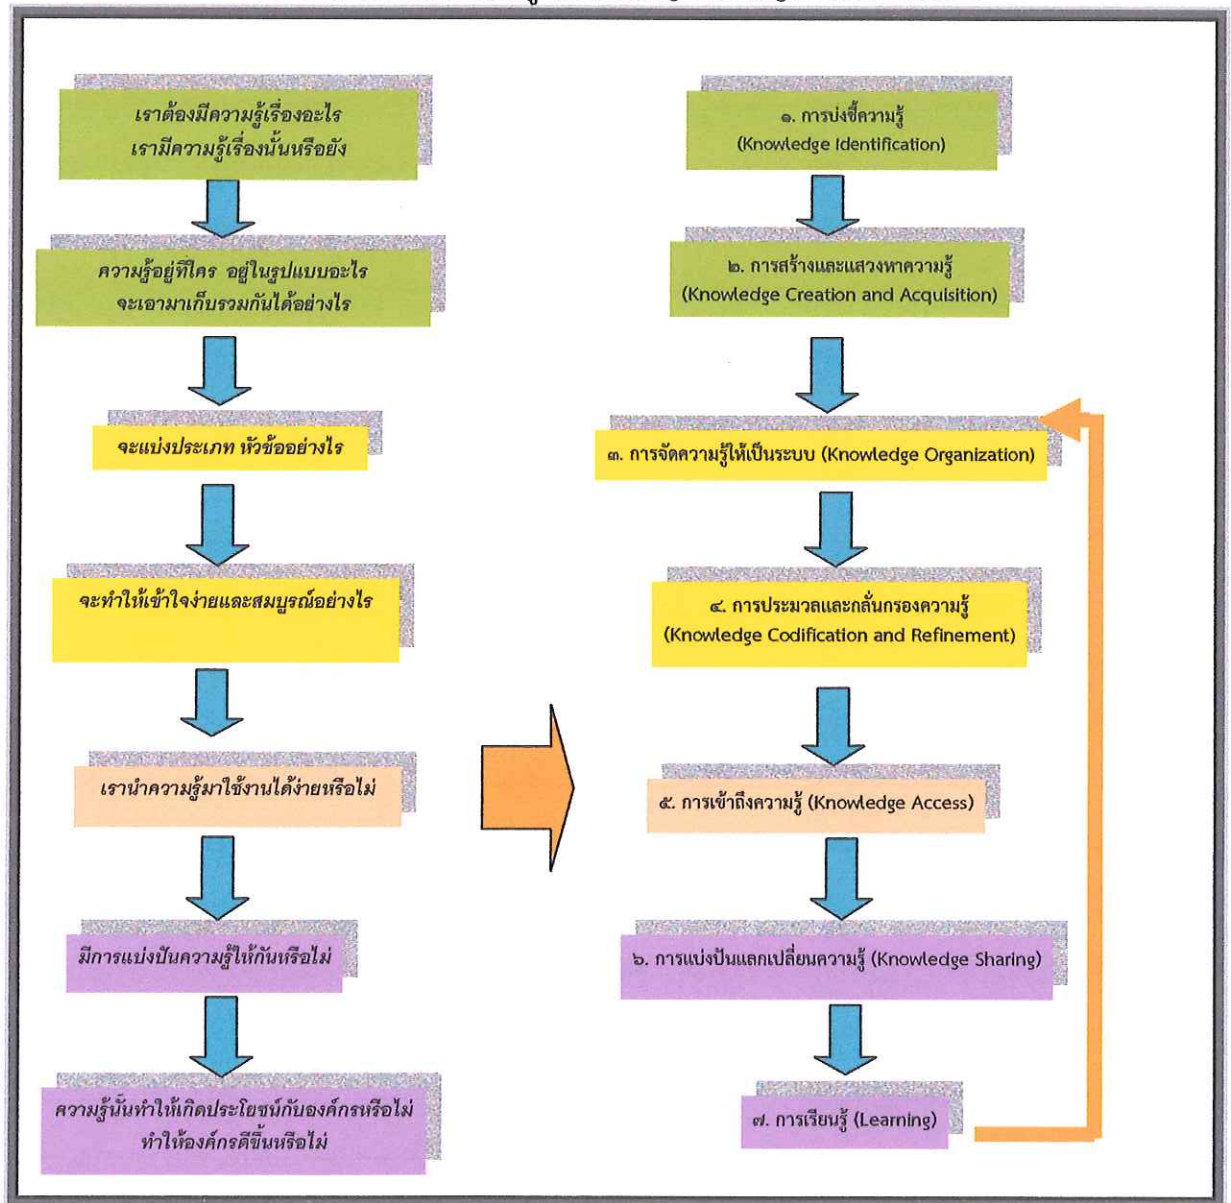 เราต้องมีความรู้เรื่องอะไร
เรามีความรู้เรื่องนั้นหรือยัง
ความรู้อยู่ที่ใคร อยู่ในรูปแบบอะไร
จะเอามาเก็บรวมกันได้อย่างไร
จะแบ่งประเภท หัวข้ออย่างไร
จะทำให้เข้าใจง่ายและสมบูรณ์อย่างไร
เรานำความรู้มาใช้งานได้ง่ายหรือไม่
มีการแบ่งปันความรู้ให้กันหรือไม่
ความรู้นั้นทำให้เกิดประโยชน์กับองค์กรหรือไม่
ทำให้องค์กรดีขึ้นหรือไม่
๑. การบ่งชี้ความรู้
(Knowledge Identification)
๒. การสร้างและแสวงหาความรู้
(Knowledge Creation and Acquisition)
๓. การจัดความรู้ให้เป็นระบบ (Knowledge Organization)
๔. การประมวลและกลั่นกรองความรู้
(Knowledge Codification and Refinement)
๕. การเข้าถึงความรู้ (Knowledge Access)
๖. การแบ่งปันแลกเปลี่ยนความรู้ (Knowledge Sharing)
๗. การเรียนรู้ (Learning)